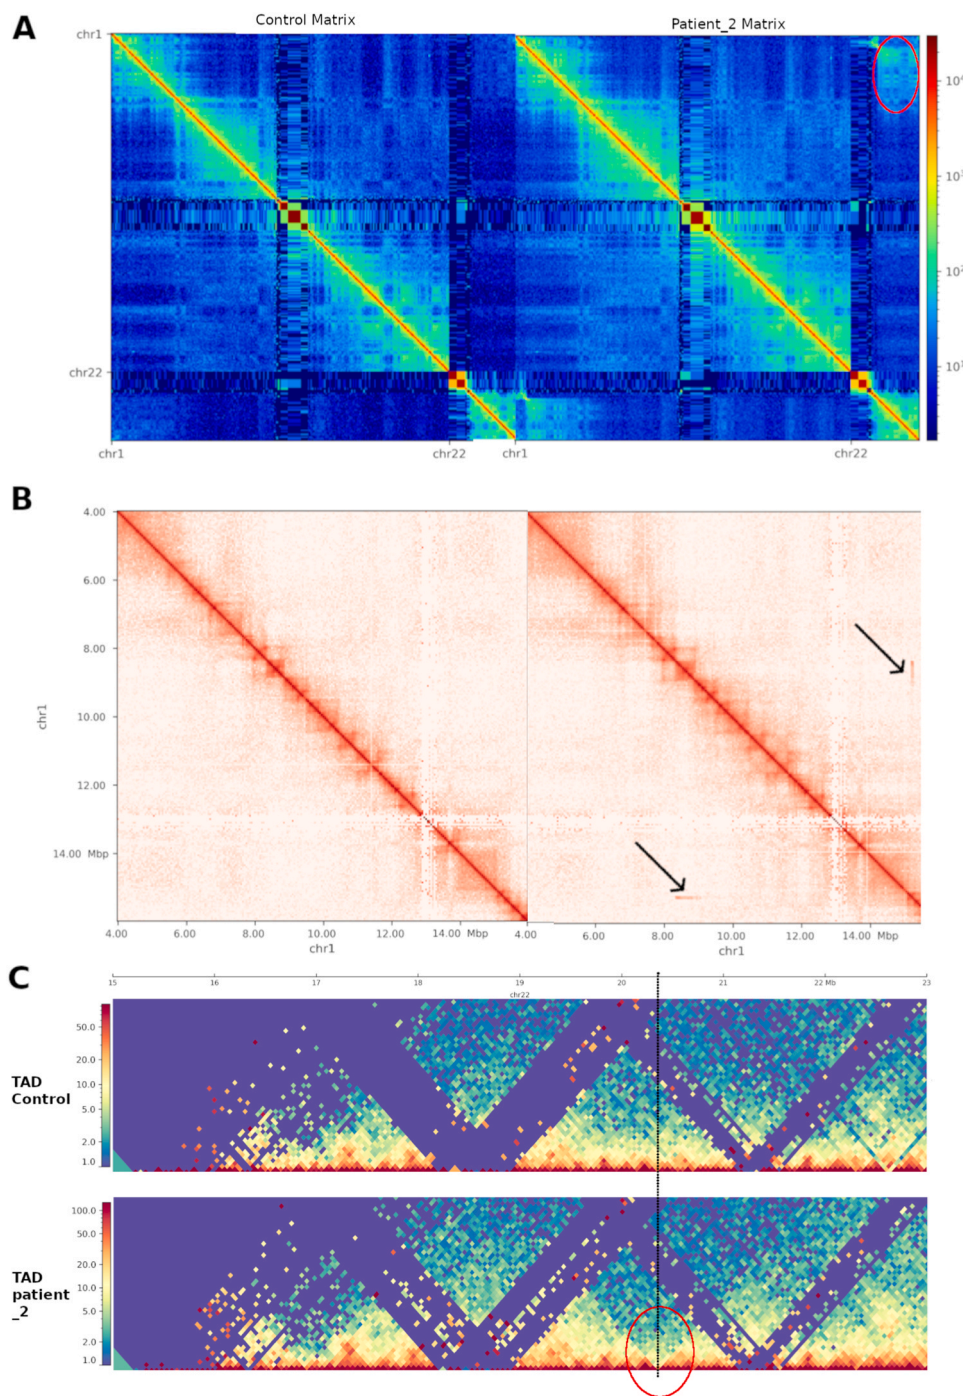 A
Control Matrix
Patient_2 Matrix
chr1
chr22
10⁴
10³
10²
10¹
chr1
chr22
chr1
chr22
B
4.00
6.00
8.00
10.00
12.00
14.00 Mbp
chr1
4.00
6.00
8.00
10.00
12.00
14.00 Mbp
4.00
6.00
8.00
10.00
12.00
14.00 Mbp
chr1
chr1
C
15
16
17
18
19
20
21
22 Mb
23
chr22
TAD
Control
50.0
20.0
10.0
5.0
2.0
1.0
TAD
patient
_2
100.0
50.0
20.0
10.0
5.0
2.0
1.0